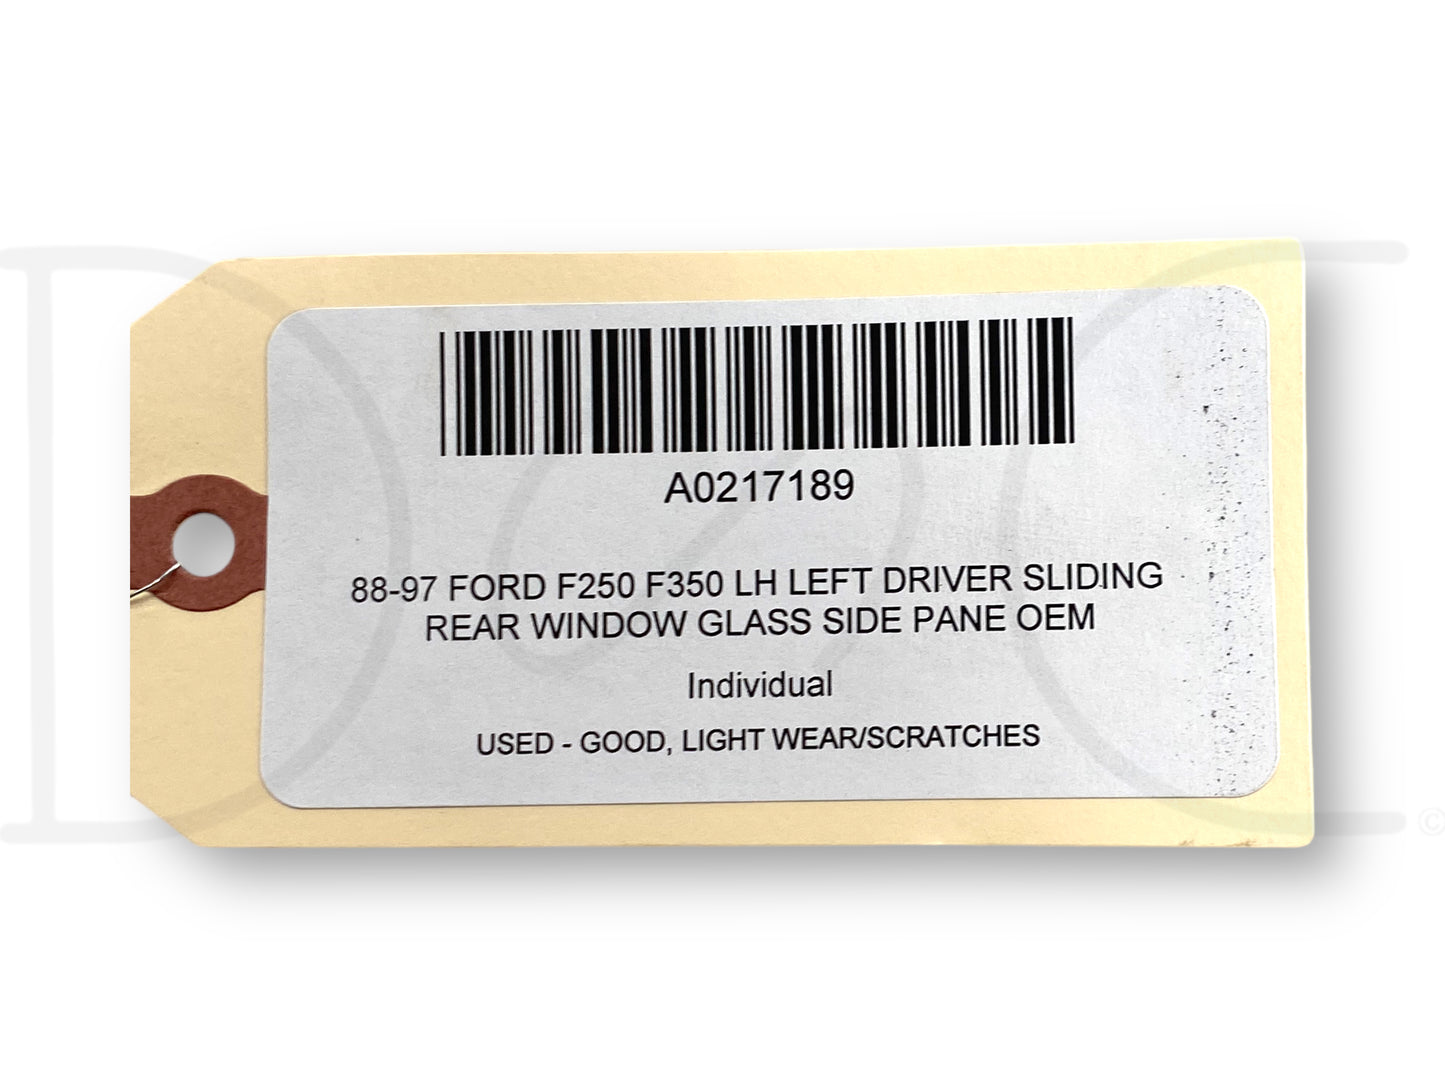 A0217189
88-97 FORD F250 F350 LH LEFT DRIVER SLIDING
REAR WINDOW GLASS SIDE PANE OEM
Individual
USED - GOOD, LIGHT WEAR/SCRATCHES
©